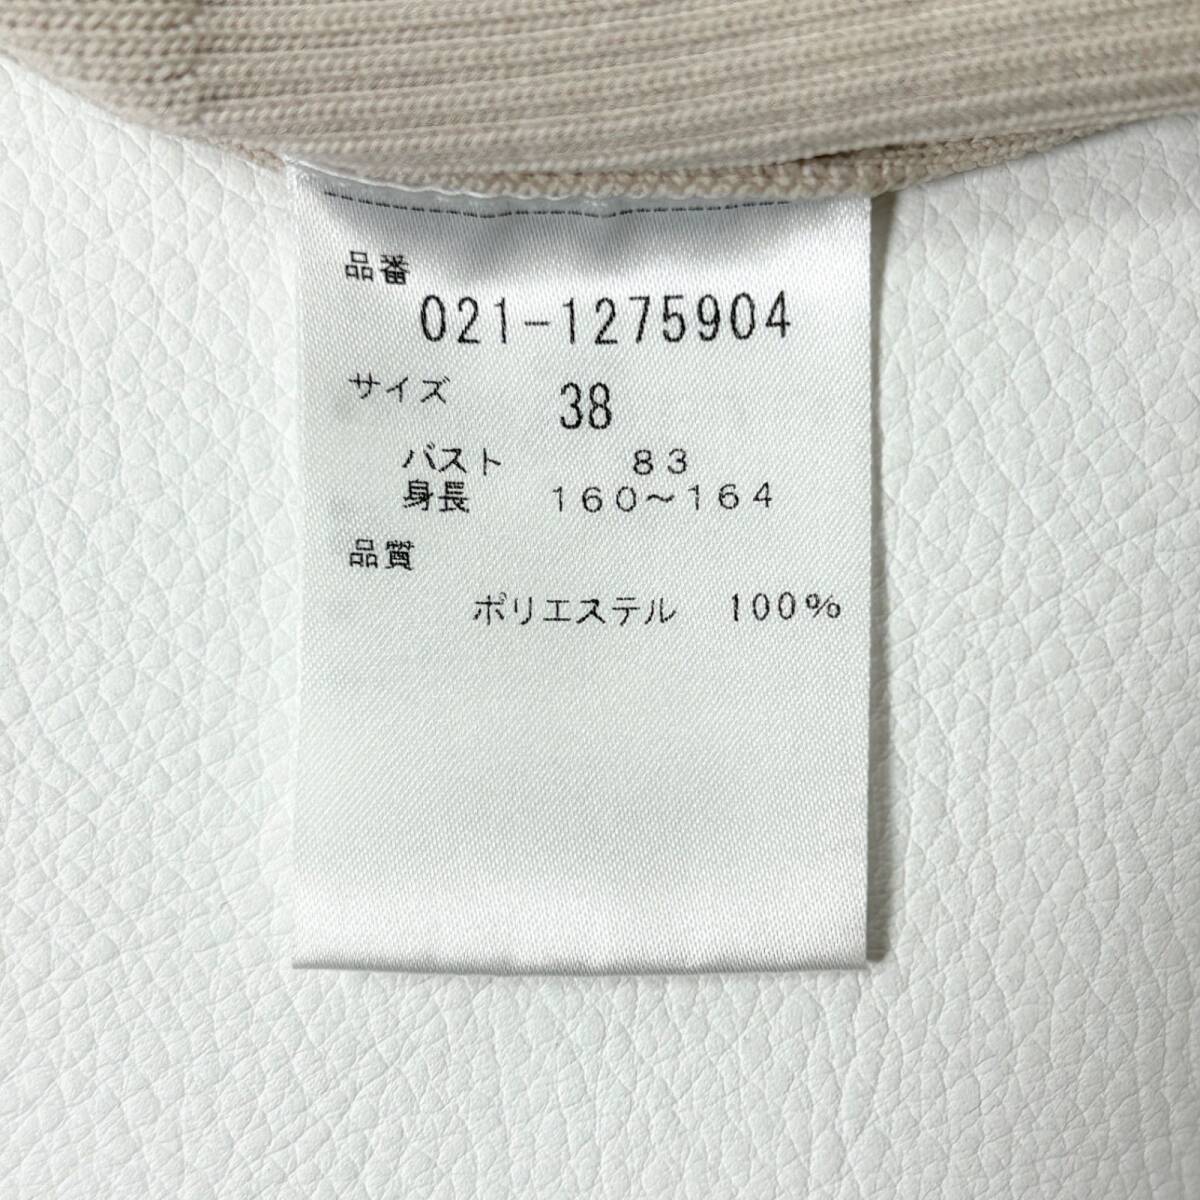 品番
021-1275904
サイズ 38
バスト 83
身長 160～164
品質
ポリエステル 100%